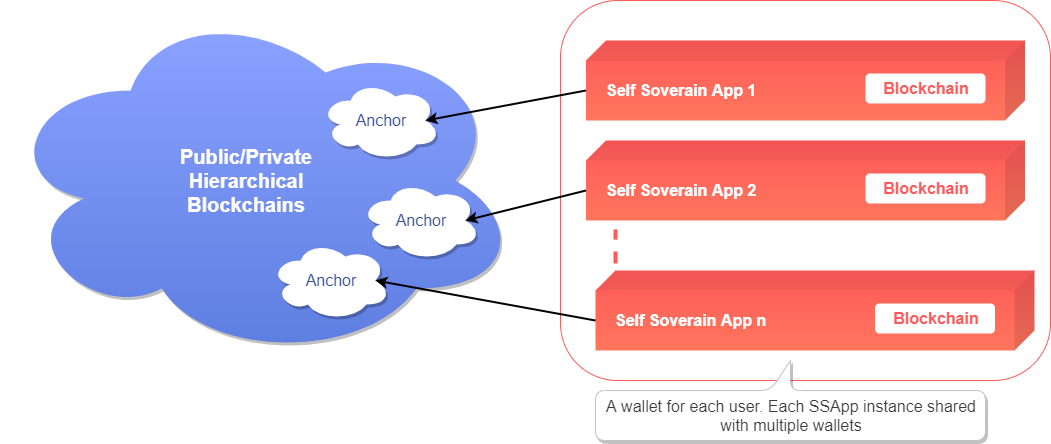 Public/Private
Hierarchical
Blockchains
Anchor
Anchor
Anchor
Self Soverain App 1
Blockchain
Self Soverain App 2
Blockchain
Self Soverain App n
Blockchain
A wallet for each user. Each SSApp instance shared
with multiple wallets